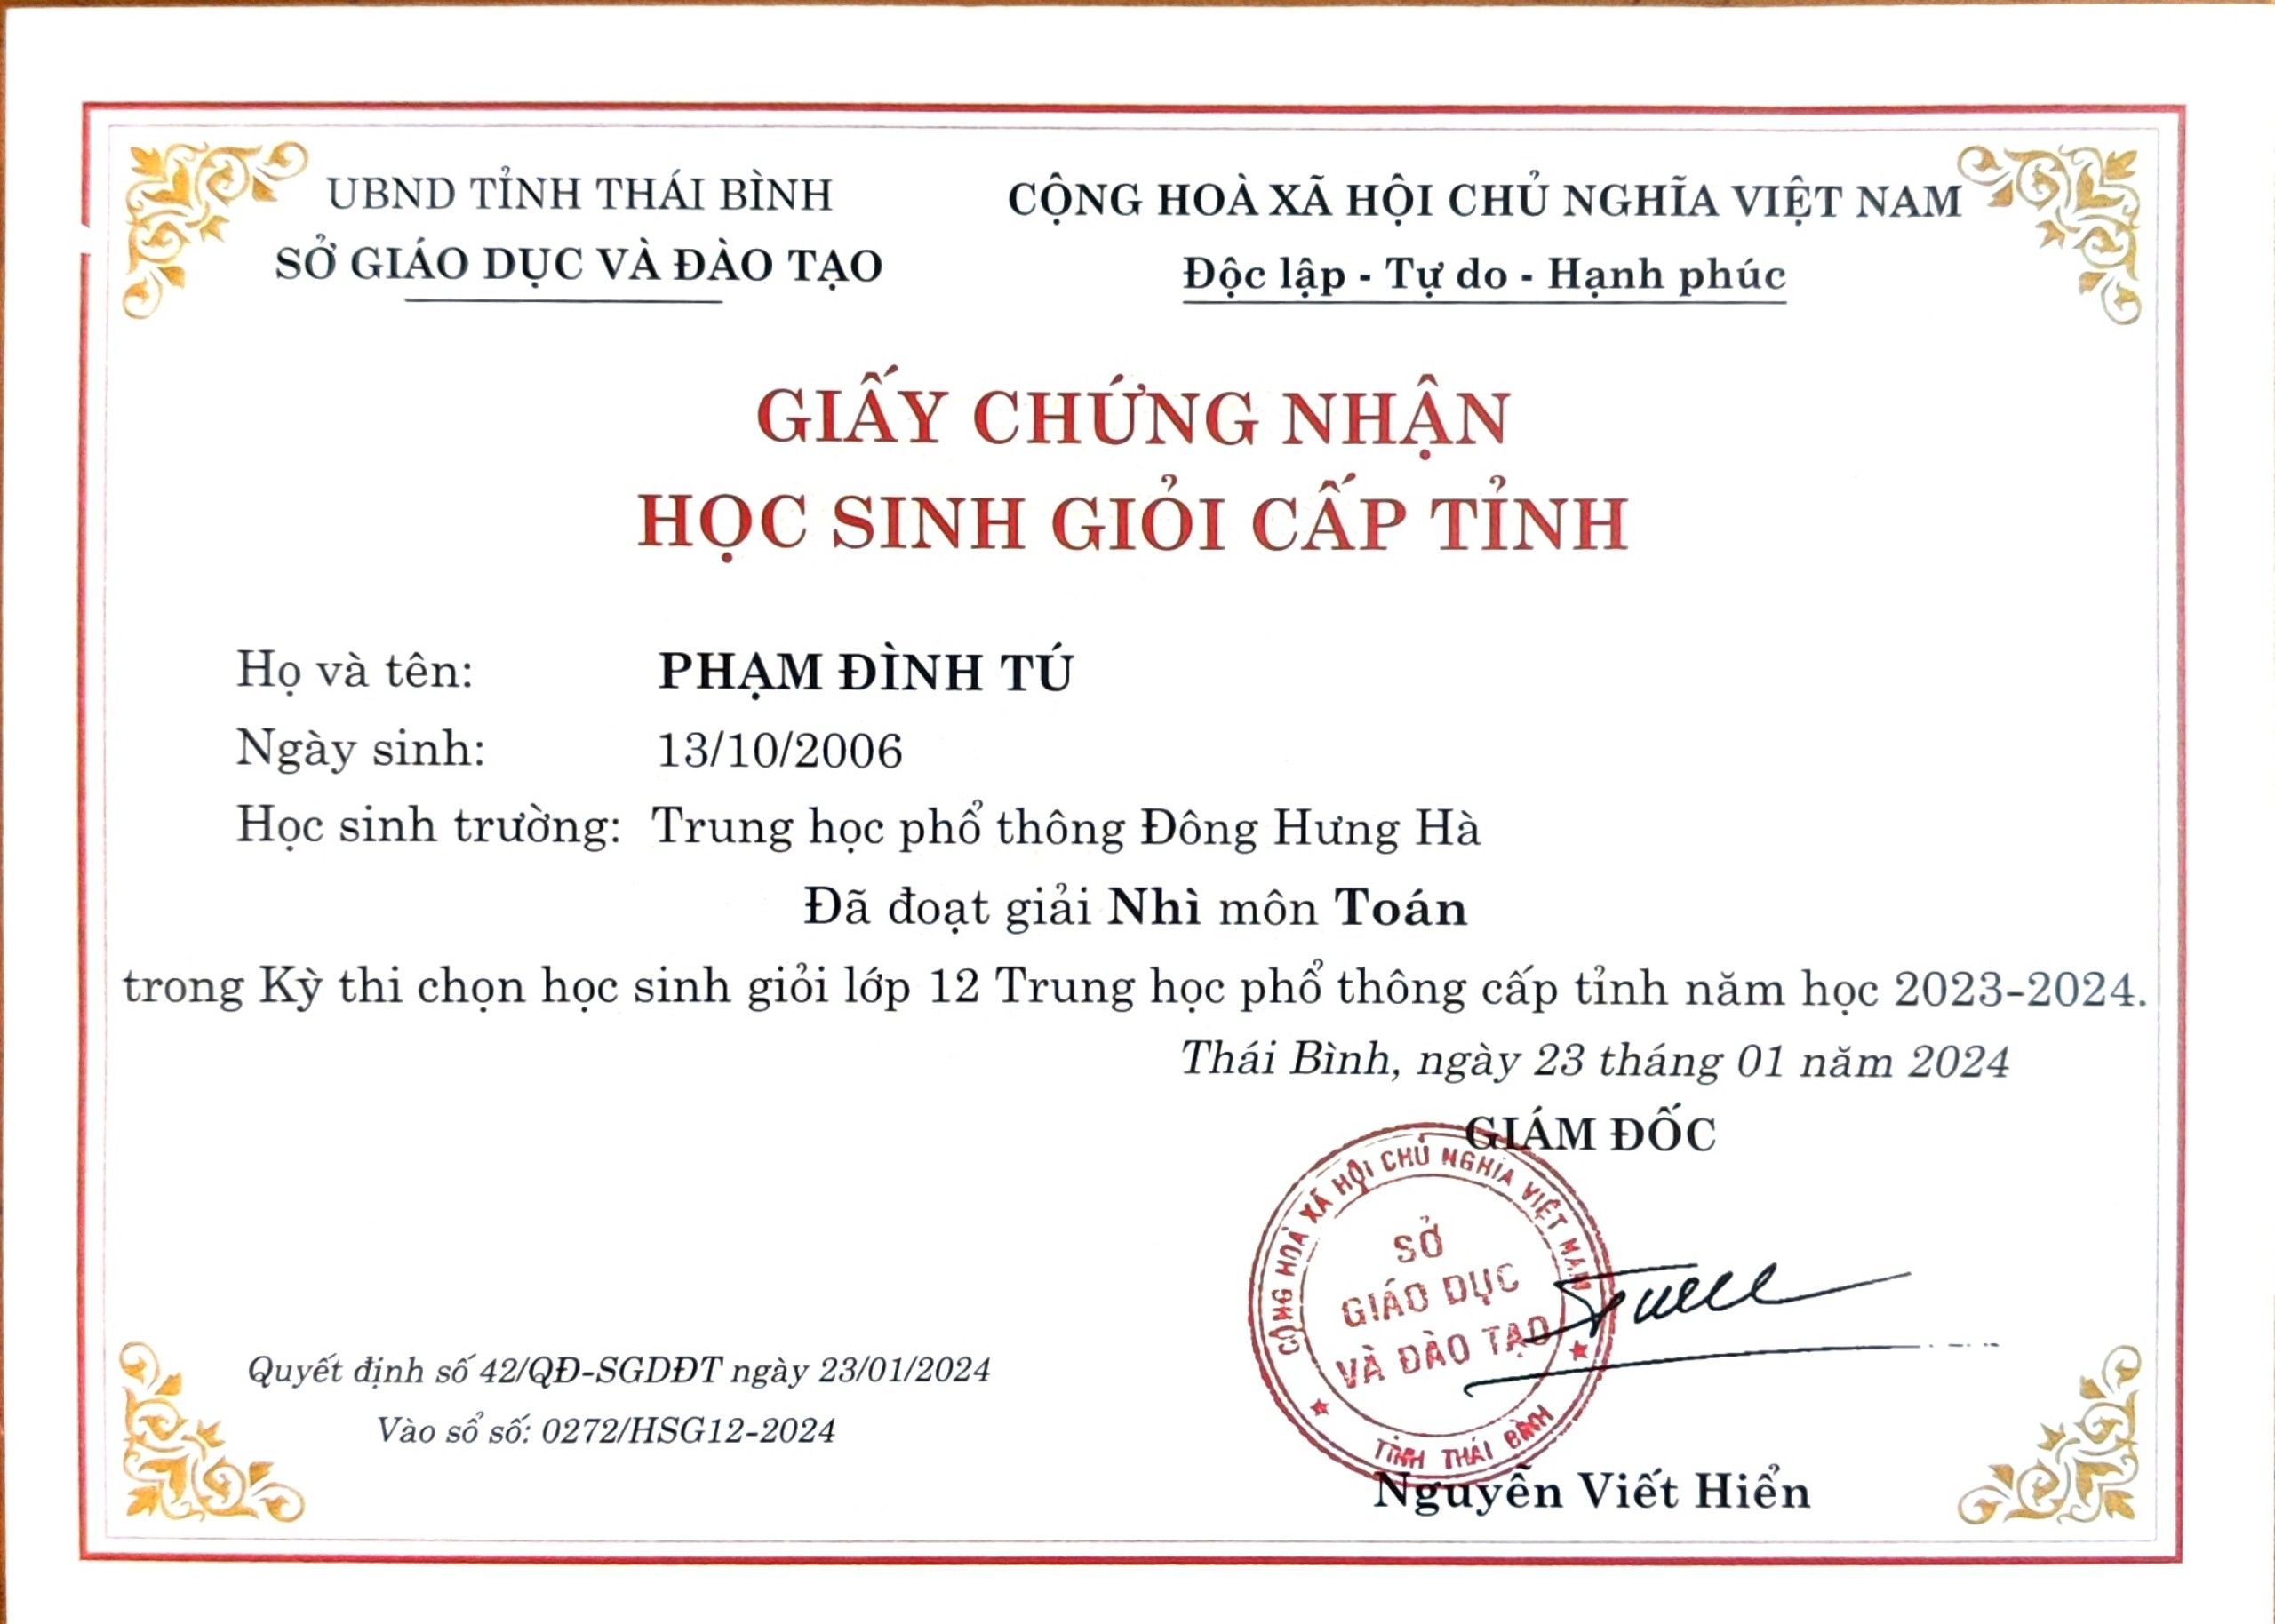 UBND TỈNH THÁI BÌNH
SỞ GIÁO DỤC VÀ ĐÀO TẠO
CỘNG HOÀ XÃ HỘI CHỦ NGHĨA VIỆT NAM
Độc lập - Tự do - Hạnh phúc
GIẤY CHỨNG NHẬN
HỌC SINH GIỎI CẤP TỈNH
Họ và tên: PHẠM ĐÌNH TÚ
Ngày sinh: 13/10/2006
Học sinh trường: Trung học phổ thông Đông Hưng Hà
Đã đoạt giải Nhì môn Toán
trong Kỳ thi chọn học sinh giỏi lớp 12 Trung học phổ thông cấp tỉnh năm học 2023-2024.
Thái Bình, ngày 23 tháng 01 năm 2024
GIÁM ĐỐC
CỘNG HOÀ XÃ HỘI CHỦ NGHĨA VIỆT NAM
SỞ
GIÁO DỤC
VÀ ĐÀO TẠO
TỈNH THÁI BÌNH
Nguyễn Viết Hiển
Quyết định số 42/QĐ-SGDĐT ngày 23/01/2024
Vào sổ số: 0272/HSG12-2024